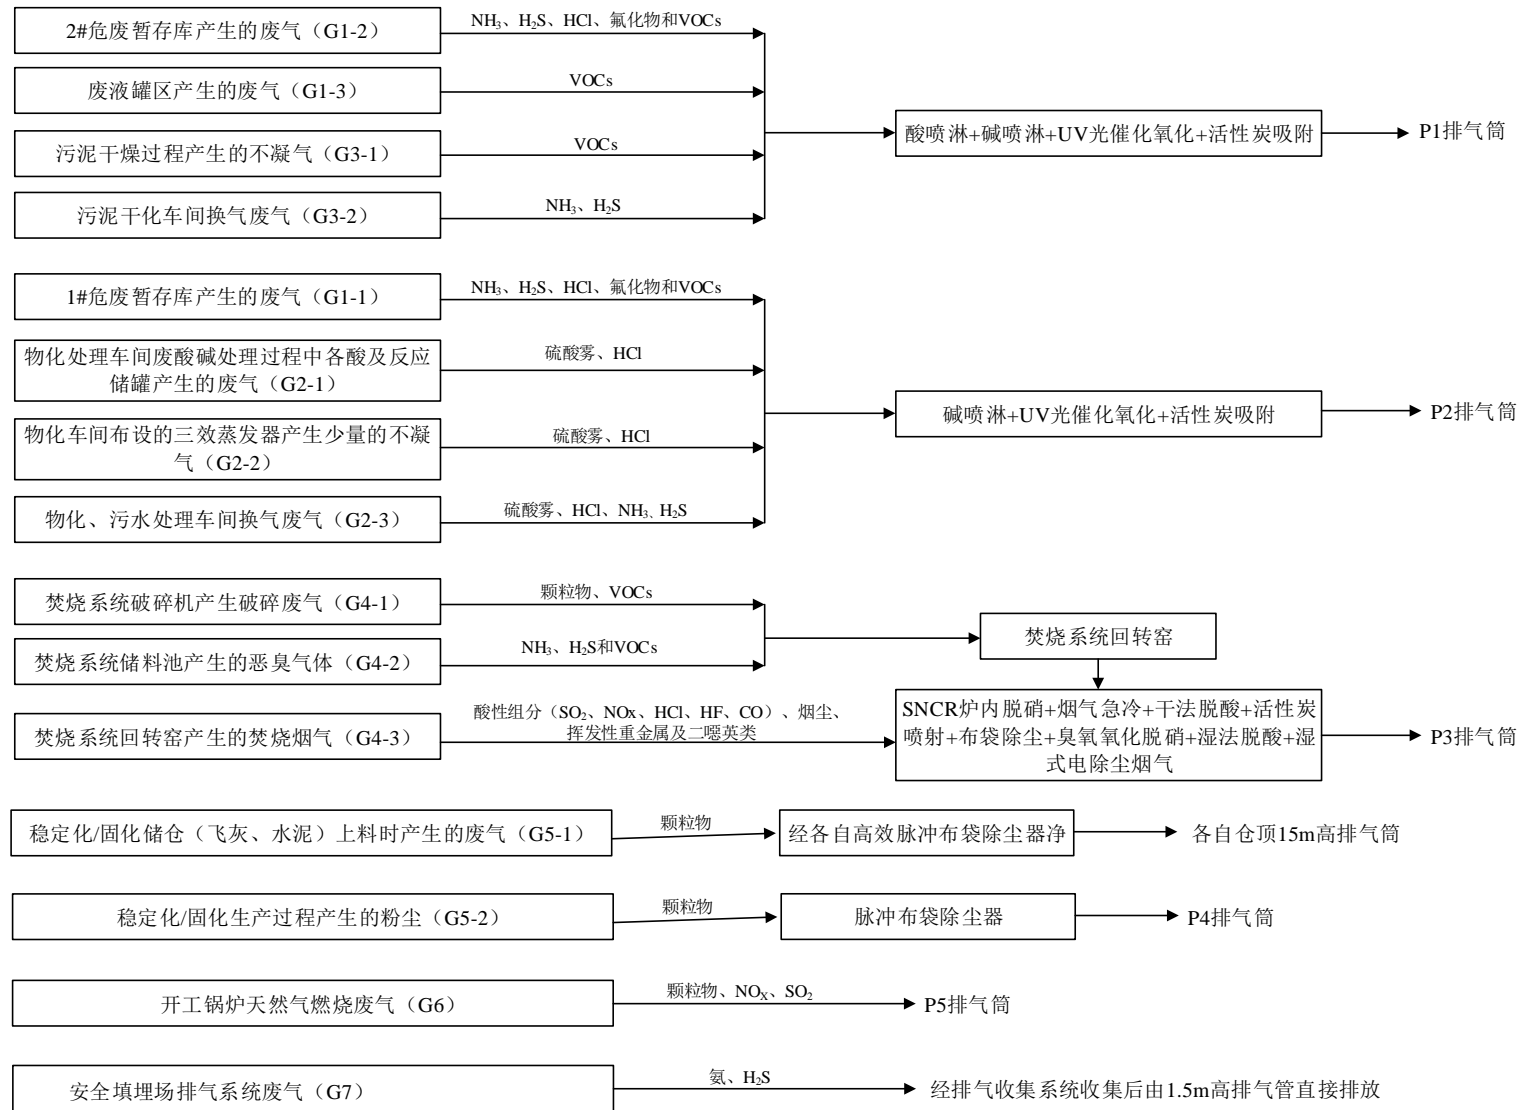 2#危废暂存库产生的废气（G1-2）
NH₃、H₂S、HCl、氟化物和VOCs
废液罐区产生的废气（G1-3）
VOCs
污泥干燥过程产生的不凝气（G3-1）
VOCs
污泥干化车间换气废气（G3-2）
NH₃、H₂S
酸喷淋+碱喷淋+UV光催化氧化+活性炭吸附
P1排气筒
1#危废暂存库产生的废气（G1-1）
NH₃、H₂S、HCl、氟化物和VOCs
物化处理车间废酸碱处理过程中各酸及反应
储罐产生的废气（G2-1）
硫酸雾、HCl
物化车间布设的三效蒸发器产生少量的不凝
气（G2-2）
硫酸雾、HCl
物化、污水处理车间换气废气（G2-3）
硫酸雾、HCl、NH₃、H₂S
碱喷淋+UV光催化氧化+活性炭吸附
P2排气筒
焚烧系统破碎机产生破碎废气（G4-1）
颗粒物、VOCs
焚烧系统储料池产生的恶臭气体（G4-2）
NH₃、H₂S和VOCs
焚烧系统回转窑
焚烧系统回转窑产生的焚烧烟气（G4-3）
酸性组分（SO₂、NOx、HCl、HF、CO）、烟尘、
挥发性重金属及二噁英类
SNCR炉内脱硝+烟气急冷+干法脱酸+活性炭
喷射+布袋除尘+臭氧氧化脱硝+湿法脱酸+湿
式电除尘烟气
P3排气筒
稳定化/固化储仓（飞灰、水泥）上料时产生的废气（G5-1）
颗粒物
经各自高效脉冲布袋除尘器净
各自仓顶15m高排气筒
稳定化/固化生产过程产生的粉尘（G5-2）
颗粒物
脉冲布袋除尘器
P4排气筒
开工锅炉天然气燃烧废气（G6）
颗粒物、NOₓ、SO₂
P5排气筒
安全填埋场排气系统废气（G7）
氨、H₂S
经排气收集系统收集后由1.5m高排气管直接排放